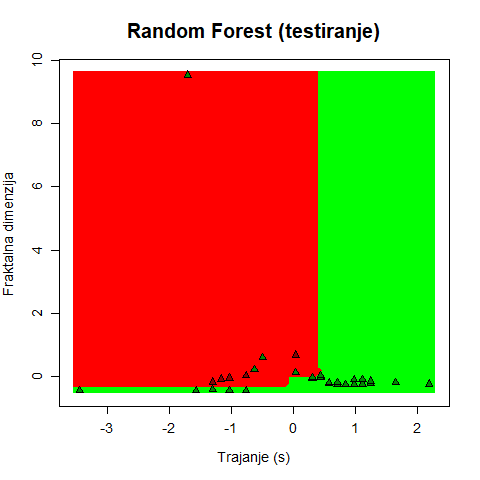 Random Forest (testiranje)
Fraktalna dimenzija
10
8
6
4
2
0
-3 -2 -1 0 1 2
Trajanje (s)